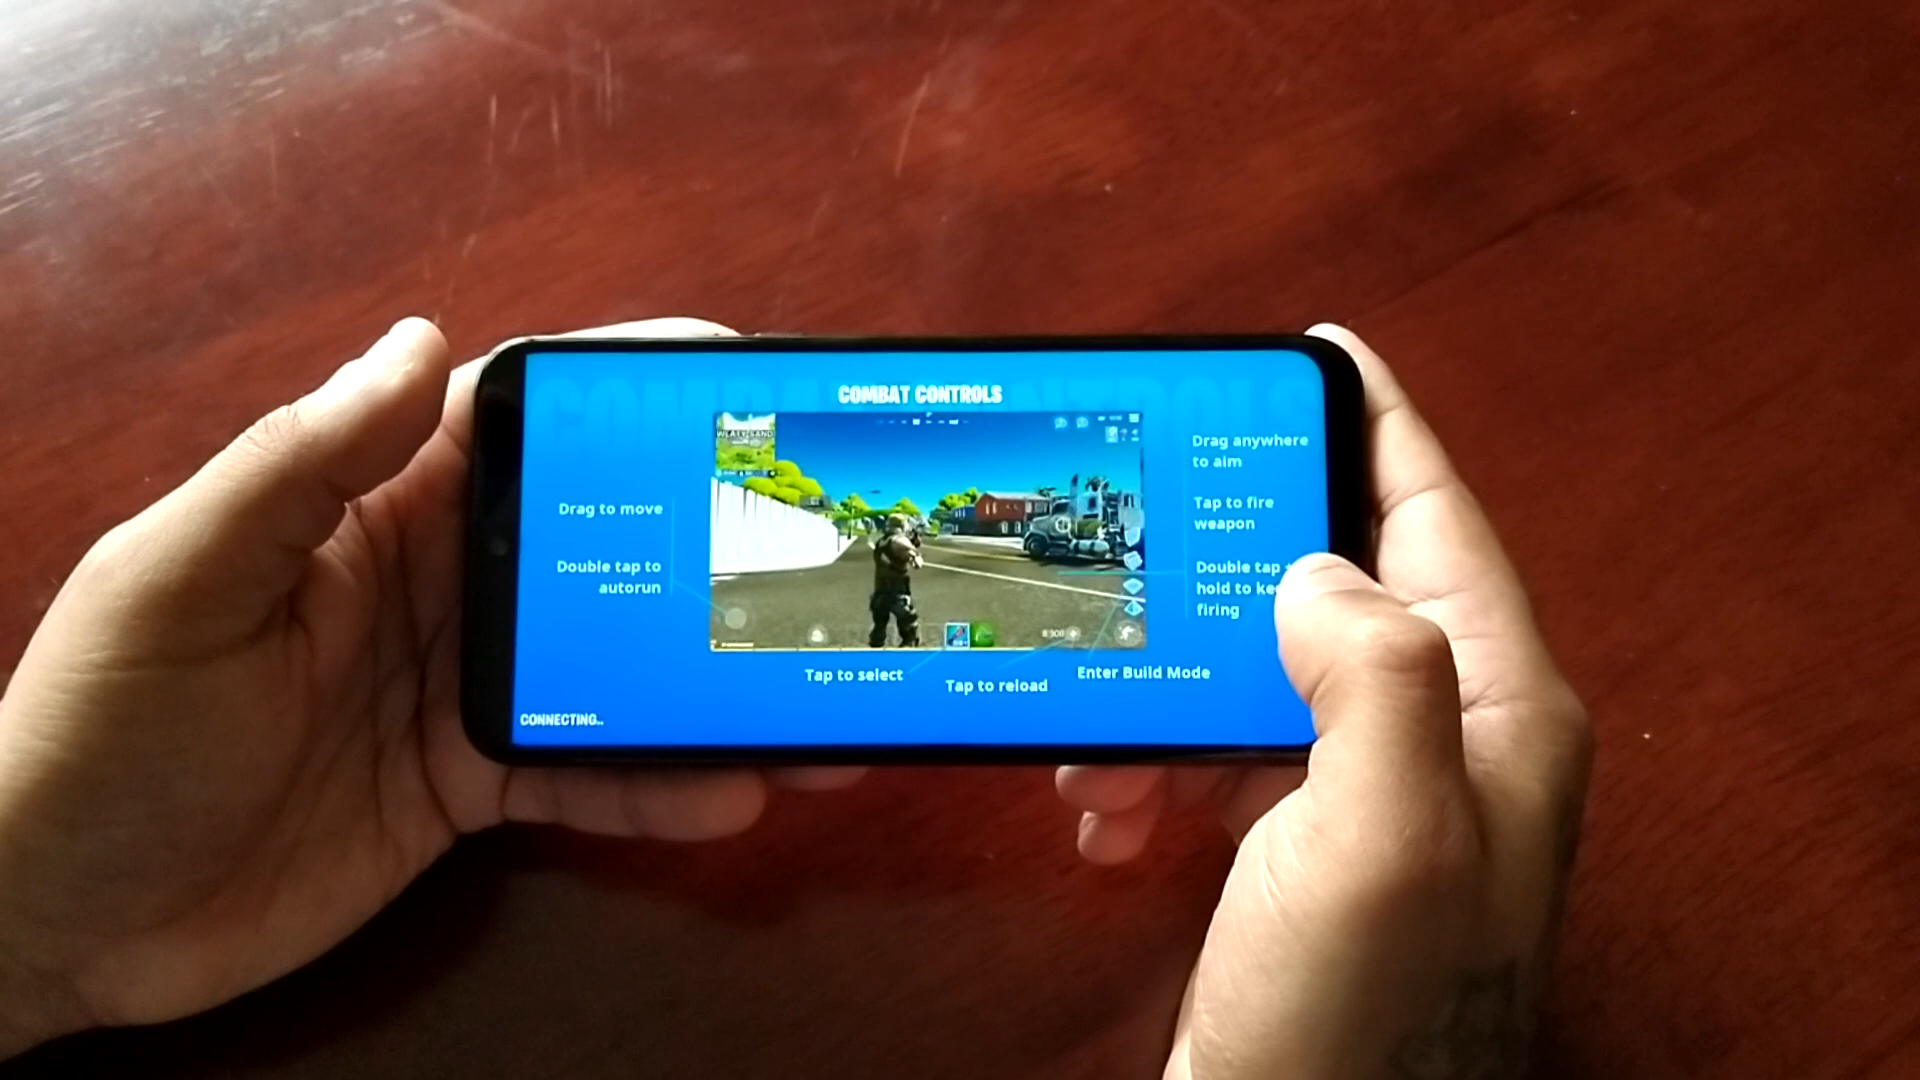 COMBAT CONTROLS
Drag anywhere
to aim
Drag to move
Tap to fire
weapon
Double tap to
autorun
Double tap
hold to
firing
Tap to select
Tap to reload
Enter Build Mode
CONNECTING..